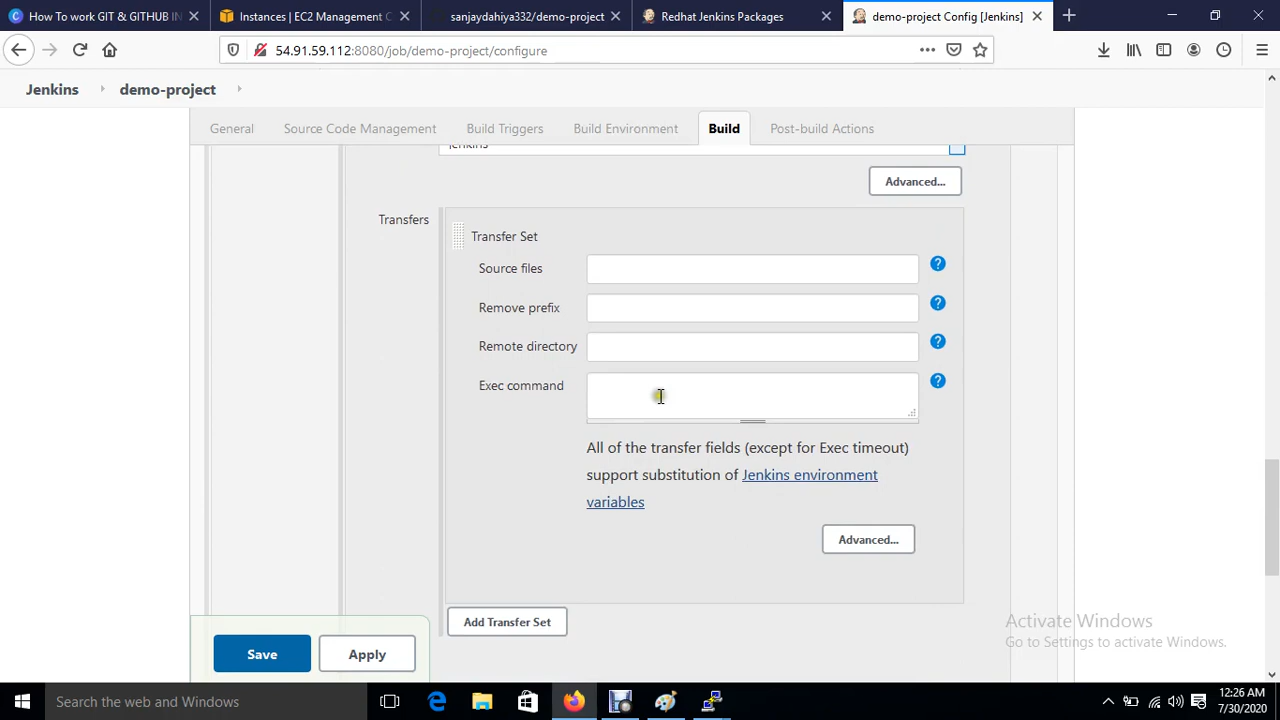 How To work GIT & GITHUB IN
Instances | EC2 Management C
sanjaydahiya332/demo-project
Redhat Jenkins Packages
demo-project Config [Jenkins]
54.91.59.112:8080/job/demo-project/configure
Jenkins
demo-project
General
Source Code Management
Build Triggers
Build Environment
Build
Post-build Actions
Jenkins
Advanced...
Transfers
Transfer Set
Source files
Remove prefix
Remote directory
Exec command
All of the transfer fields (except for Exec timeout)
support substitution of Jenkins environment
variables
Advanced...
Add Transfer Set
Save
Apply
Activate Windows
Go to Settings to activate Windows.
Search the web and Windows
12:26 AM
7/30/2020